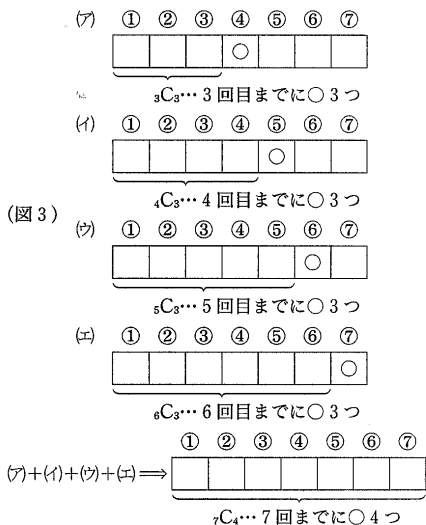 (ア) ① ② ③ ④ ⑤ ⑥ ⑦
○
₃C₃… 3 回目までに○ 3 つ
(イ) ① ② ③ ④ ⑤ ⑥ ⑦
○
₄C₃… 4 回目までに○ 3 つ
(図 3 )
(ウ) ① ② ③ ④ ⑤ ⑥ ⑦
○
₅C₃… 5 回目までに○ 3 つ
(エ) ① ② ③ ④ ⑤ ⑥ ⑦
○
₆C₃… 6 回目までに○ 3 つ
① ② ③ ④ ⑤ ⑥ ⑦
(ア)+(イ)+(ウ)+(エ)⟹
₇C₄… 7 回までに○ 4 つ